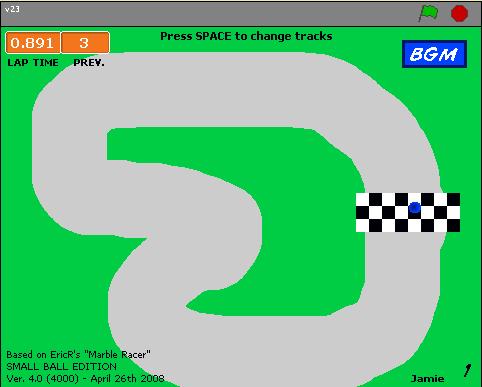 v23
0.891 3
LAP TIME PREV.
Press SPACE to change tracks
BGM
Based on EricR's "Marble Racer"
SMALL BALL EDITION
Ver. 4.0 (4000) - April 26th 2008
Jamie